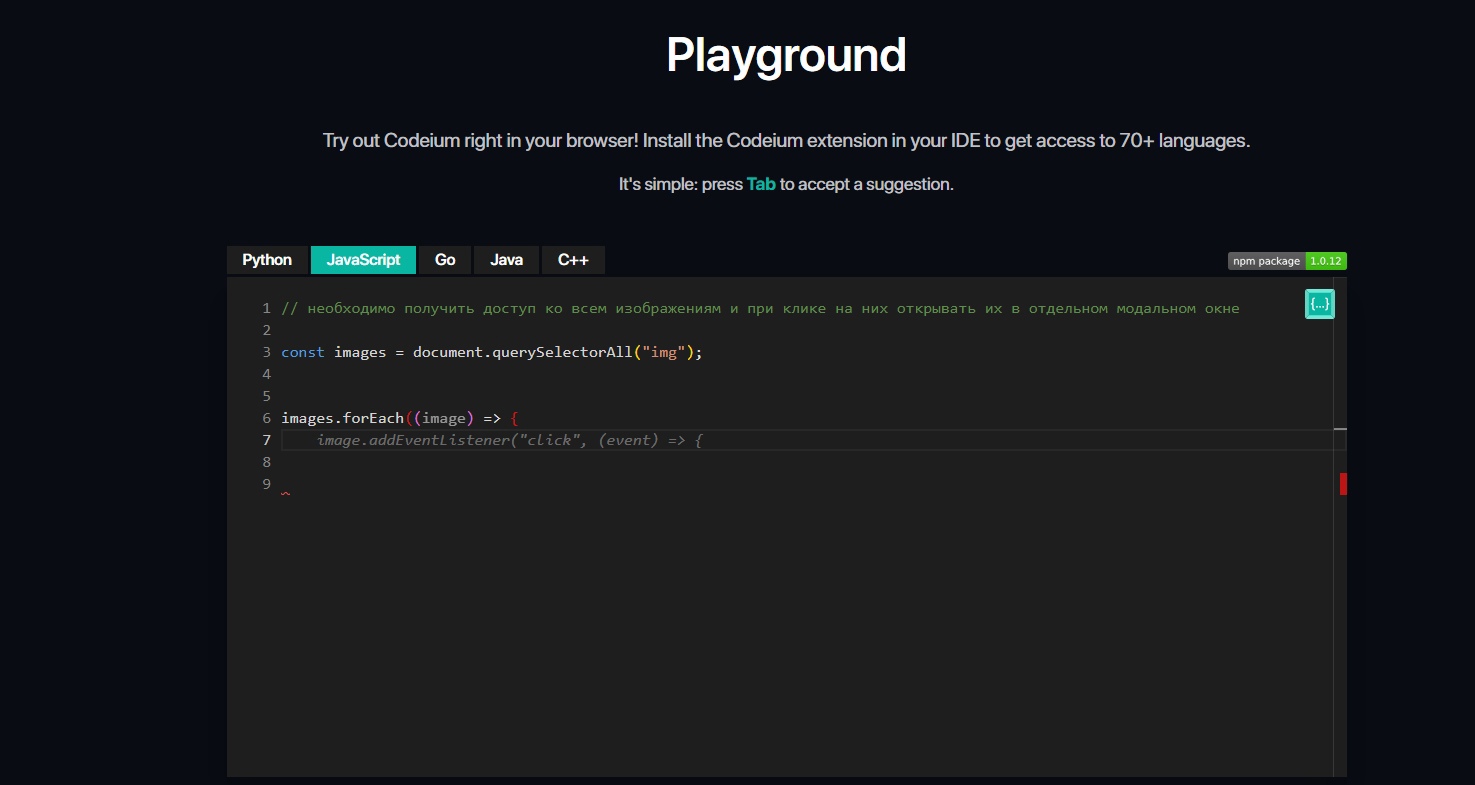 Playground
Try out Codeium right in your browser! Install the Codeium extension in your IDE to get access to 70+ languages.
It's simple: press Tab to accept a suggestion.
Python JavaScript Go Java C++ npm package 1.0.12
1 // необходимо получить доступ ко всем изображениям и при клике на них открывать их в отдельном модальном окне {...}
2
3 const images = document.querySelectorAll("img");
4
5
6 images.forEach((image) => {
7 image.addEventListener("click", (event) => {
8
9